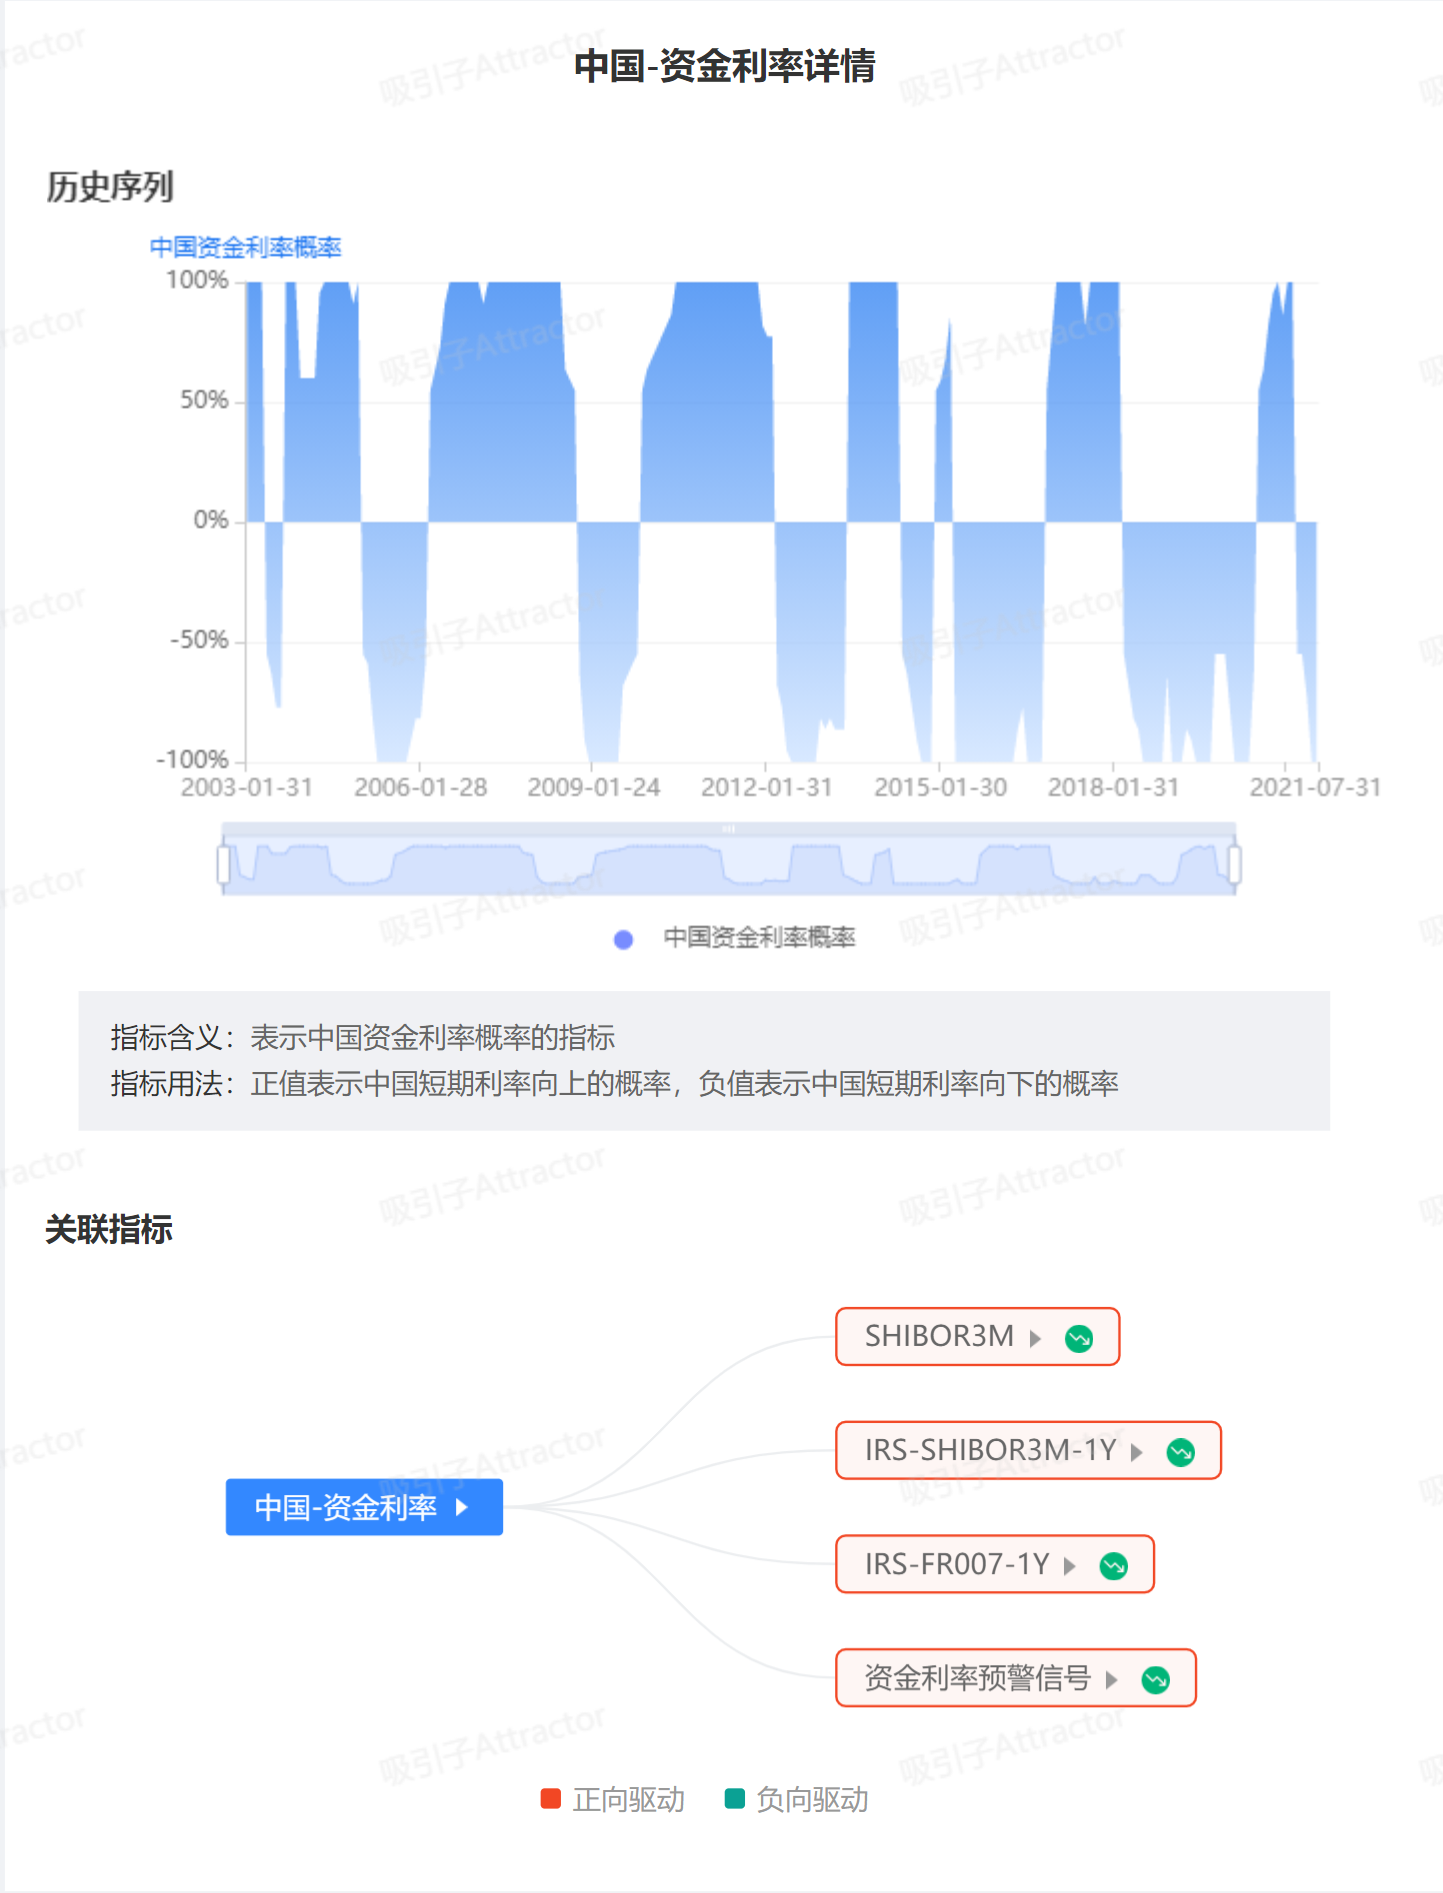 中国-资金利率详情
历史序列
中国资金利率概率
100%
50%
0%
-50%
-100%
2003-01-31
2006-01-28
2009-01-24
2012-01-31
2015-01-30
2018-01-31
2021-07-31
中国资金利率概率
指标含义：表示中国资金利率概率的指标
指标用法：正值表示中国短期利率向上的概率，负值表示中国短期利率向下的概率
关联指标
SHIBOR3M
IRS-SHIBOR3M-1Y
中国-资金利率
IRS-FR007-1Y
资金利率预警信号
正向驱动
负向驱动
吸引子Attractor